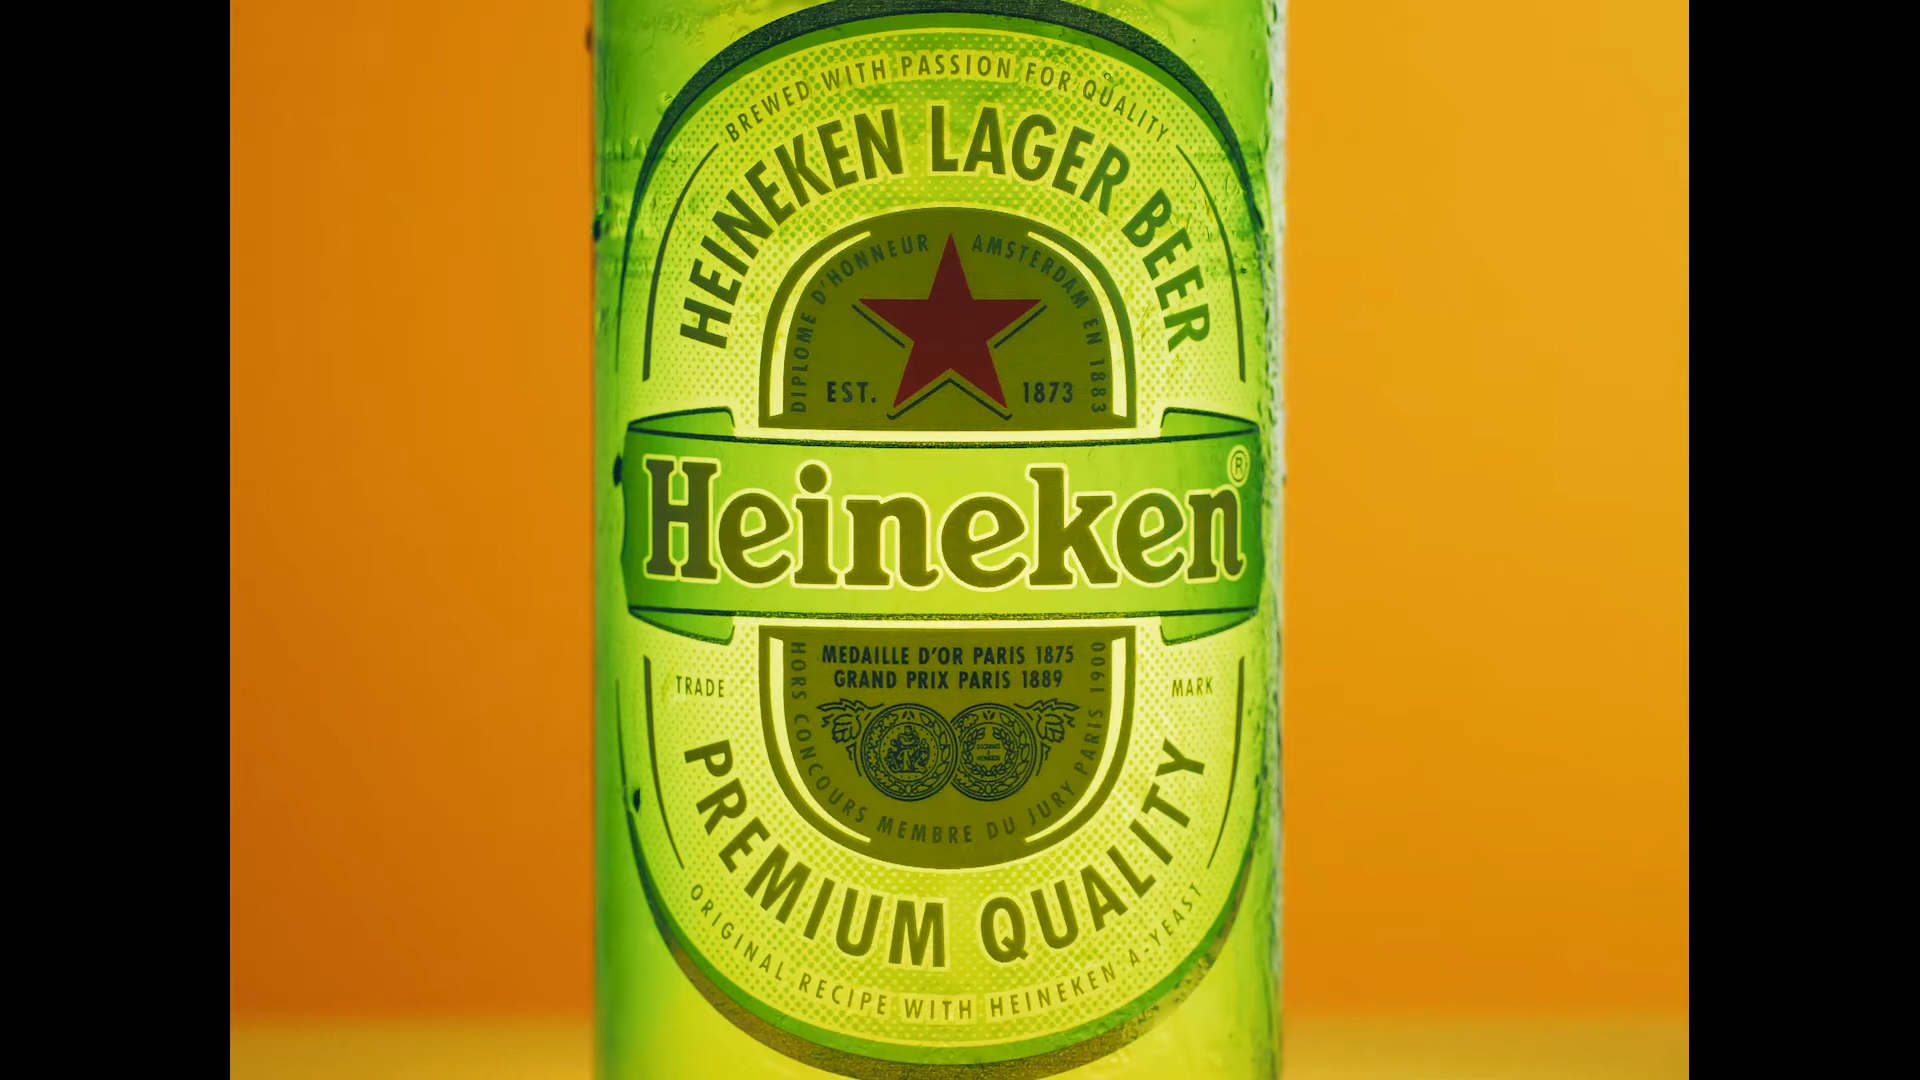 BREWED WITH PASSION FOR QUALITY
HEINEKEN LAGER BEER
DIPLOME D'HONNEUR AMSTERDAM EN 1883
EST. 1873
Heineken®
MEDAILLE D'OR PARIS 1875
GRAND PRIX PARIS 1889
TRADE MARK
HORS CONCOURS MEMBRE DU JURY PARIS 1900
PREMIUM QUALITY
ORIGINAL RECIPE WITH HEINEKEN A-YEAST